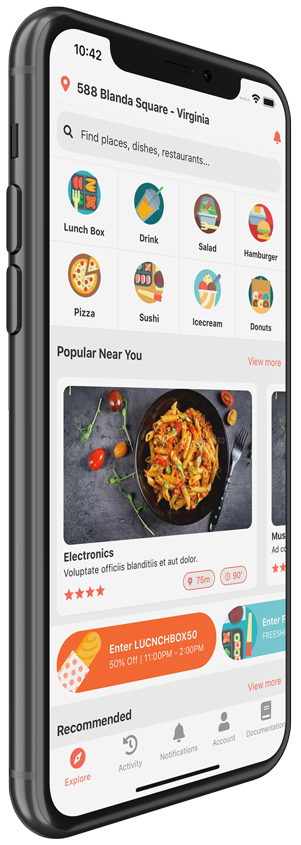 10:42
588 Blanda Square - Virginia
Find places, dishes, restaurants...
Lunch Box
Drink
Salad
Hamburger
Pizza
Sushi
Icecream
Donuts
Popular Near You
View more
Electronics
Voluptate officiis blanditiis et aut dolor.
75m
90'
Mus
Ad co
Enter LUCNCHBOX50
50% Off | 11:00PM - 2:00PM
Enter F
FREESH
View more
Recommended
Explore
Activity
Notifications
Account
Documentation